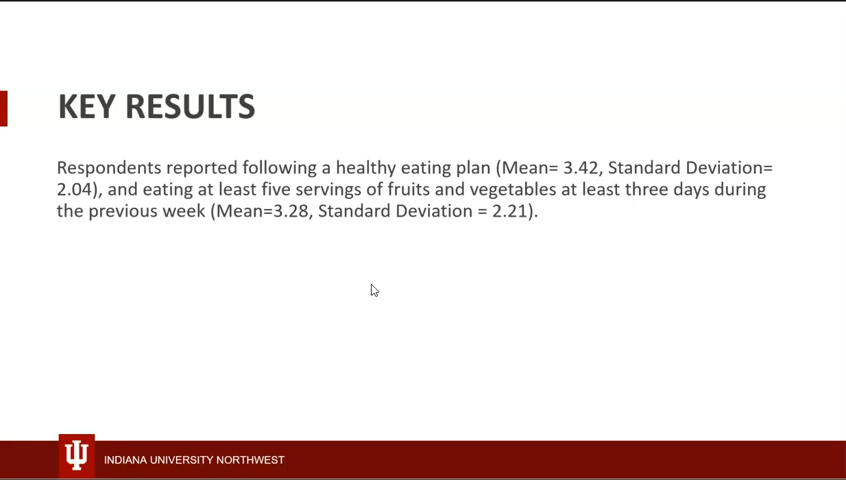 KEY RESULTS
Respondents reported following a healthy eating plan (Mean= 3.42, Standard Deviation=
2.04), and eating at least five servings of fruits and vegetables at least three days during
the previous week (Mean=3.28, Standard Deviation = 2.21).
INDIANA UNIVERSITY NORTHWEST